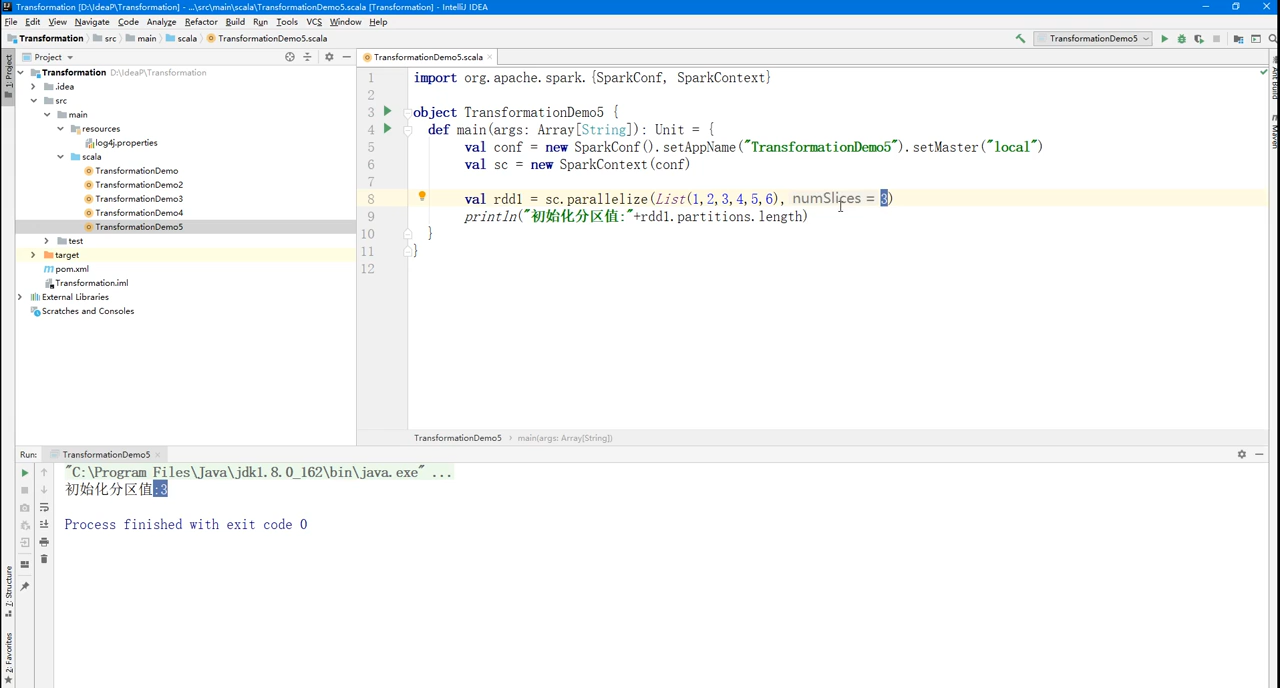 Transformation [D:\IdeaP\Transformation] - ...\src\main\scala\TransformationDemo5.scala [Transformation] - IntelliJ IDEA
File Edit View Navigate Code Analyze Refactor Build Run Tools VCS Window Help
Transformation src main scala TransformationDemo5.scala
TransformationDemo5
1: Project
Project
TransformationDemo5.scala
Transformation D:\IdeaP\Transformation
.idea
src
main
resources
log4j.properties
scala
TransformationDemo
TransformationDemo2
TransformationDemo3
TransformationDemo4
TransformationDemo5
test
target
pom.xml
Transformation.iml
External Libraries
Scratches and Consoles
1 import org.apache.spark.{SparkConf, SparkContext}
2
3 object TransformationDemo5 {
4 def main(args: Array[String]): Unit = {
5 val conf = new SparkConf().setAppName("TransformationDemo5").setMaster("local")
6 val sc = new SparkContext(conf)
7
8 val rdd1 = sc.parallelize(List(1,2,3,4,5,6), numSlices = 3)
9 println("初始化分区值:"+rdd1.partitions.length)
10 }
11 }
12
Ant Build
Maven
TransformationDemo5 › main(args: Array[String])
Run: TransformationDemo5
"C:\Program Files\Java\jdk1.8.0_162\bin\java.exe" ...
初始化分区值:3
Process finished with exit code 0
7: Structure
2: Favorites